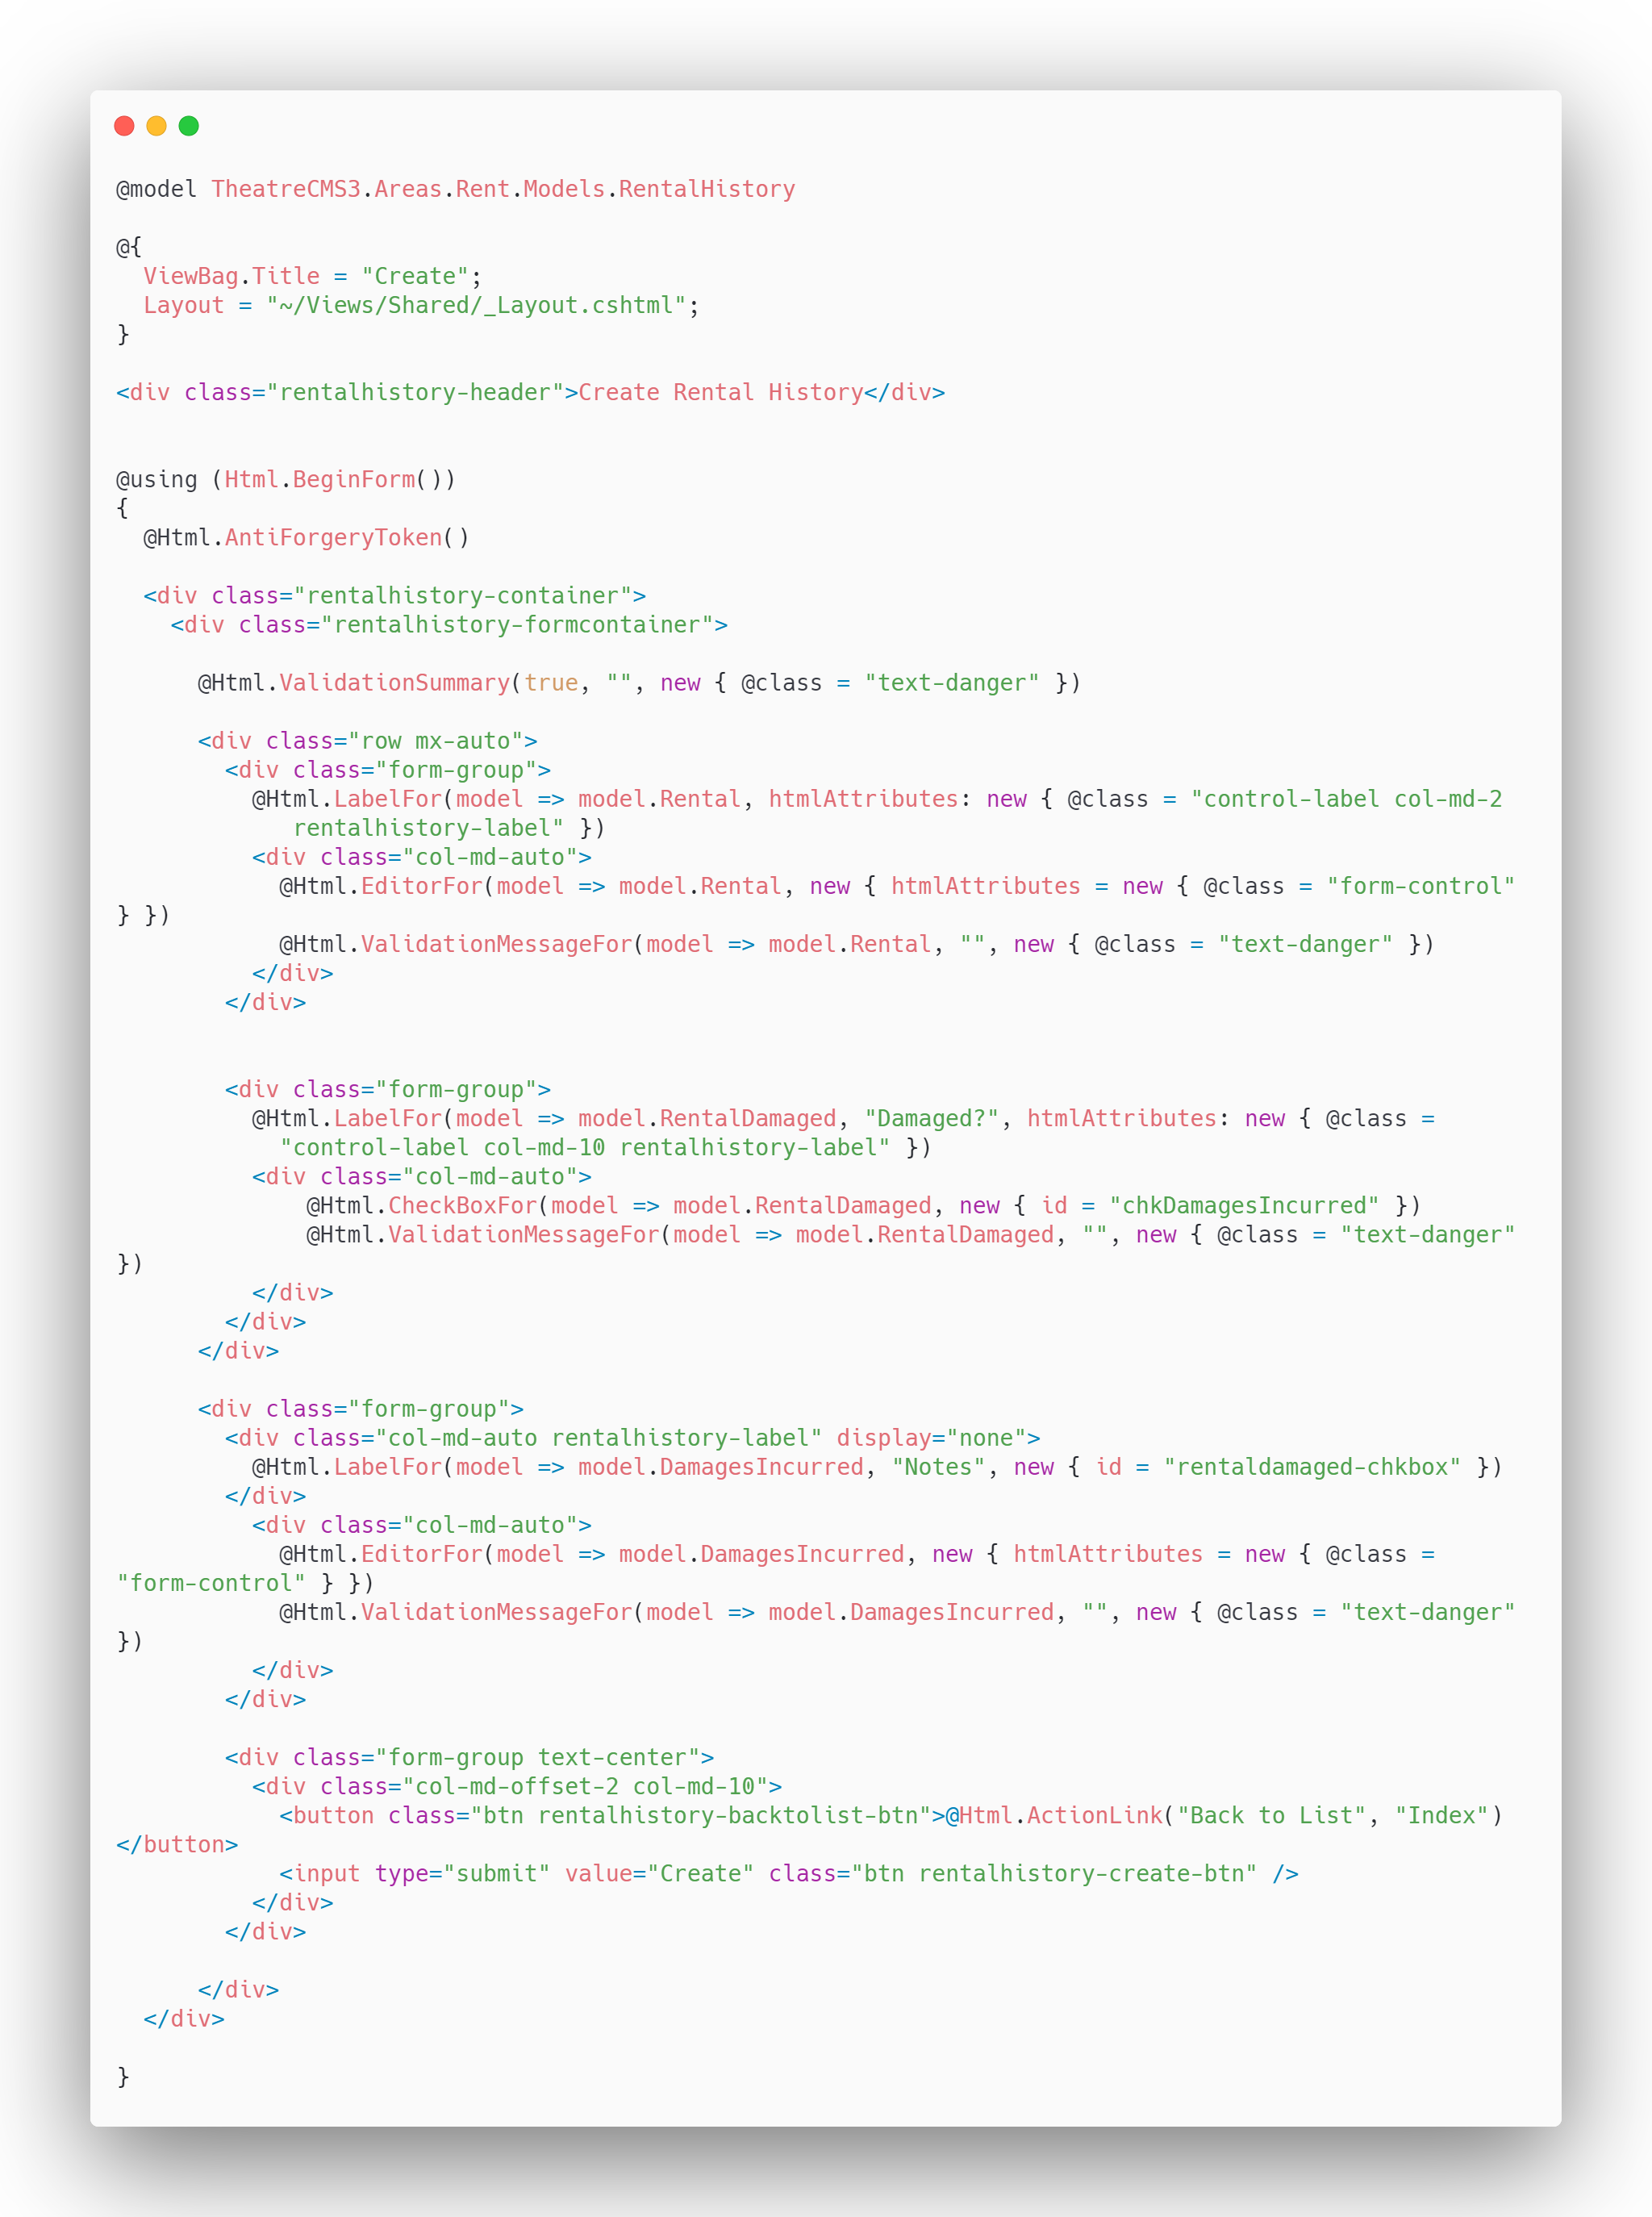 @model TheatreCMS3.Areas.Rent.Models.RentalHistory
@{
  ViewBag.Title = "Create";
  Layout = "~/Views/Shared/_Layout.cshtml";
}
<div class="rentalhistory-header">Create Rental History</div>
@using (Html.BeginForm())
{
  @Html.AntiForgeryToken()
  <div class="rentalhistory-container">
    <div class="rentalhistory-formcontainer">
      @Html.ValidationSummary(true, "", new { @class = "text-danger" })
      <div class="row mx-auto">
        <div class="form-group">
          @Html.LabelFor(model => model.Rental, htmlAttributes: new { @class = "control-label col-md-2
             rentalhistory-label" })
          <div class="col-md-auto">
            @Html.EditorFor(model => model.Rental, new { htmlAttributes = new { @class = "form-control"
} })
            @Html.ValidationMessageFor(model => model.Rental, "", new { @class = "text-danger" })
          </div>
        </div>
        <div class="form-group">
          @Html.LabelFor(model => model.RentalDamaged, "Damaged?", htmlAttributes: new { @class =
            "control-label col-md-10 rentalhistory-label" })
          <div class="col-md-auto">
              @Html.CheckBoxFor(model => model.RentalDamaged, new { id = "chkDamagesIncurred" })
              @Html.ValidationMessageFor(model => model.RentalDamaged, "", new { @class = "text-danger"
})
          </div>
        </div>
      </div>
      <div class="form-group">
        <div class="col-md-auto rentalhistory-label" display="none">
          @Html.LabelFor(model => model.DamagesIncurred, "Notes", new { id = "rentaldamaged-chkbox" })
        </div>
          <div class="col-md-auto">
            @Html.EditorFor(model => model.DamagesIncurred, new { htmlAttributes = new { @class =
"form-control" } })
            @Html.ValidationMessageFor(model => model.DamagesIncurred, "", new { @class = "text-danger"
})
          </div>
        </div>
        <div class="form-group text-center">
          <div class="col-md-offset-2 col-md-10">
            <button class="btn rentalhistory-backtolist-btn">@Html.ActionLink("Back to List", "Index")
</button>
            <input type="submit" value="Create" class="btn rentalhistory-create-btn" />
          </div>
        </div>
      </div>
  </div>
}